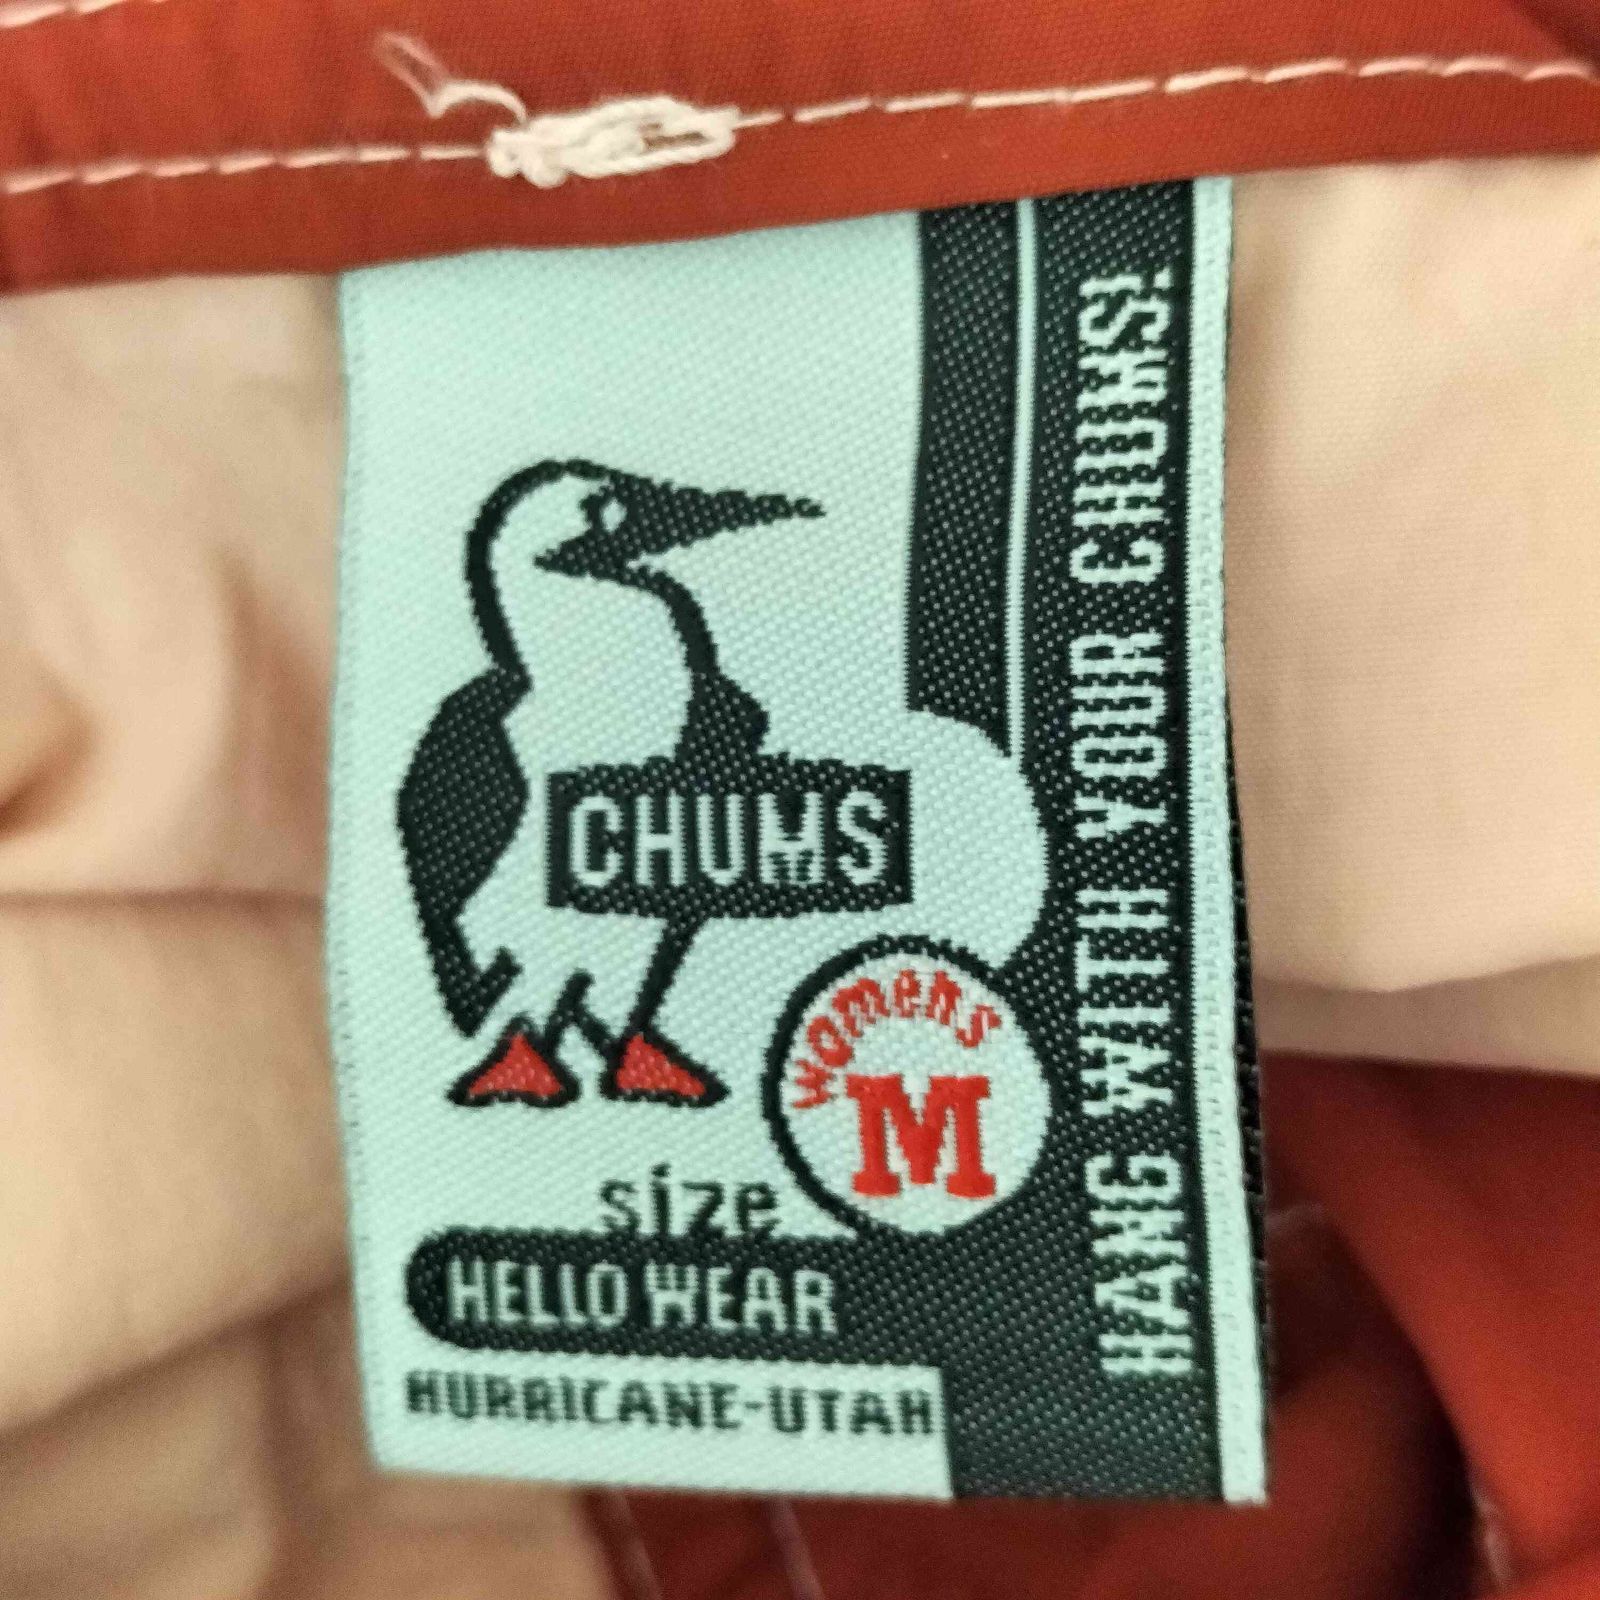 CHUMS
womens
M
size
HELLO WEAR
HURRICANE-UTAH
HANG WITH YOUR CHUMS!